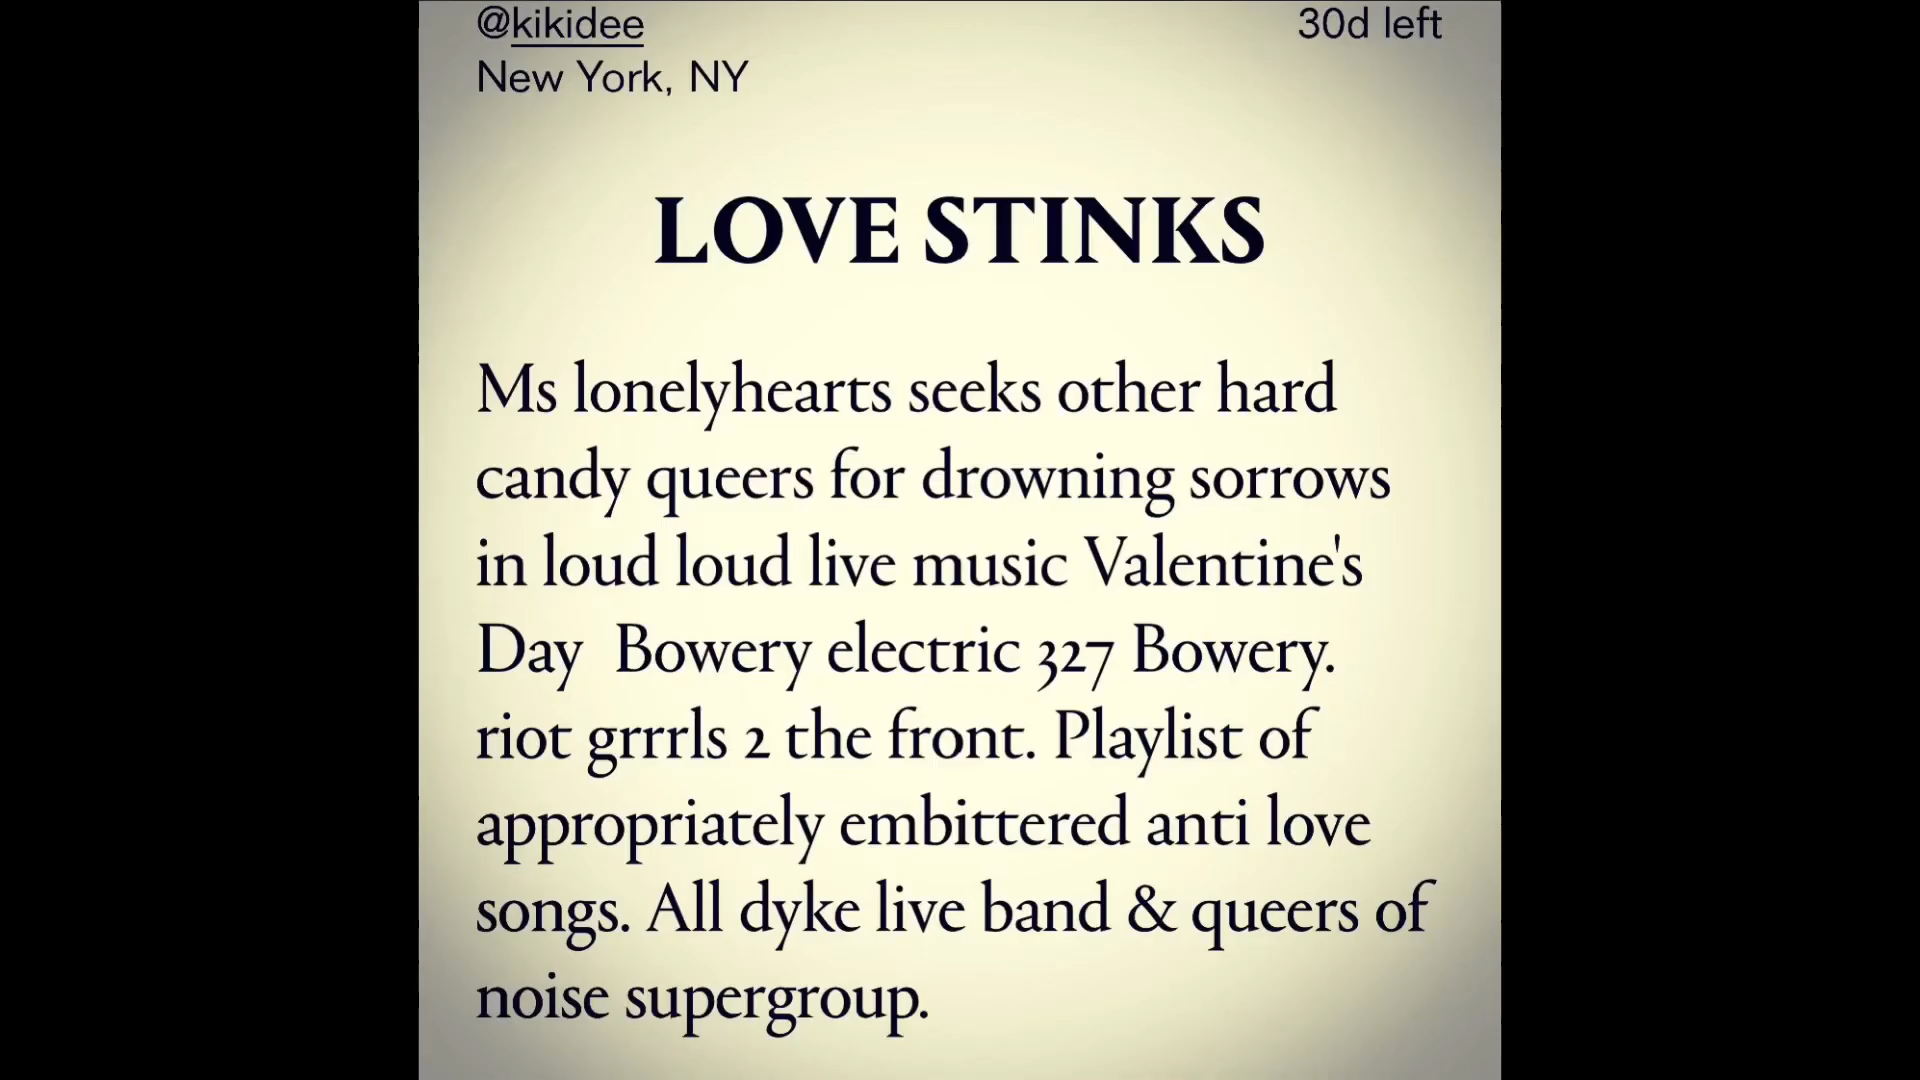 @kikidee
30d left
New York, NY
LOVE STINKS
Ms lonelyhearts seeks other hard
candy queers for drowning sorrows
in loud loud live music Valentine's
Day  Bowery electric 327 Bowery.
riot grrrls 2 the front. Playlist of
appropriately embittered anti love
songs. All dyke live band & queers of
noise supergroup.